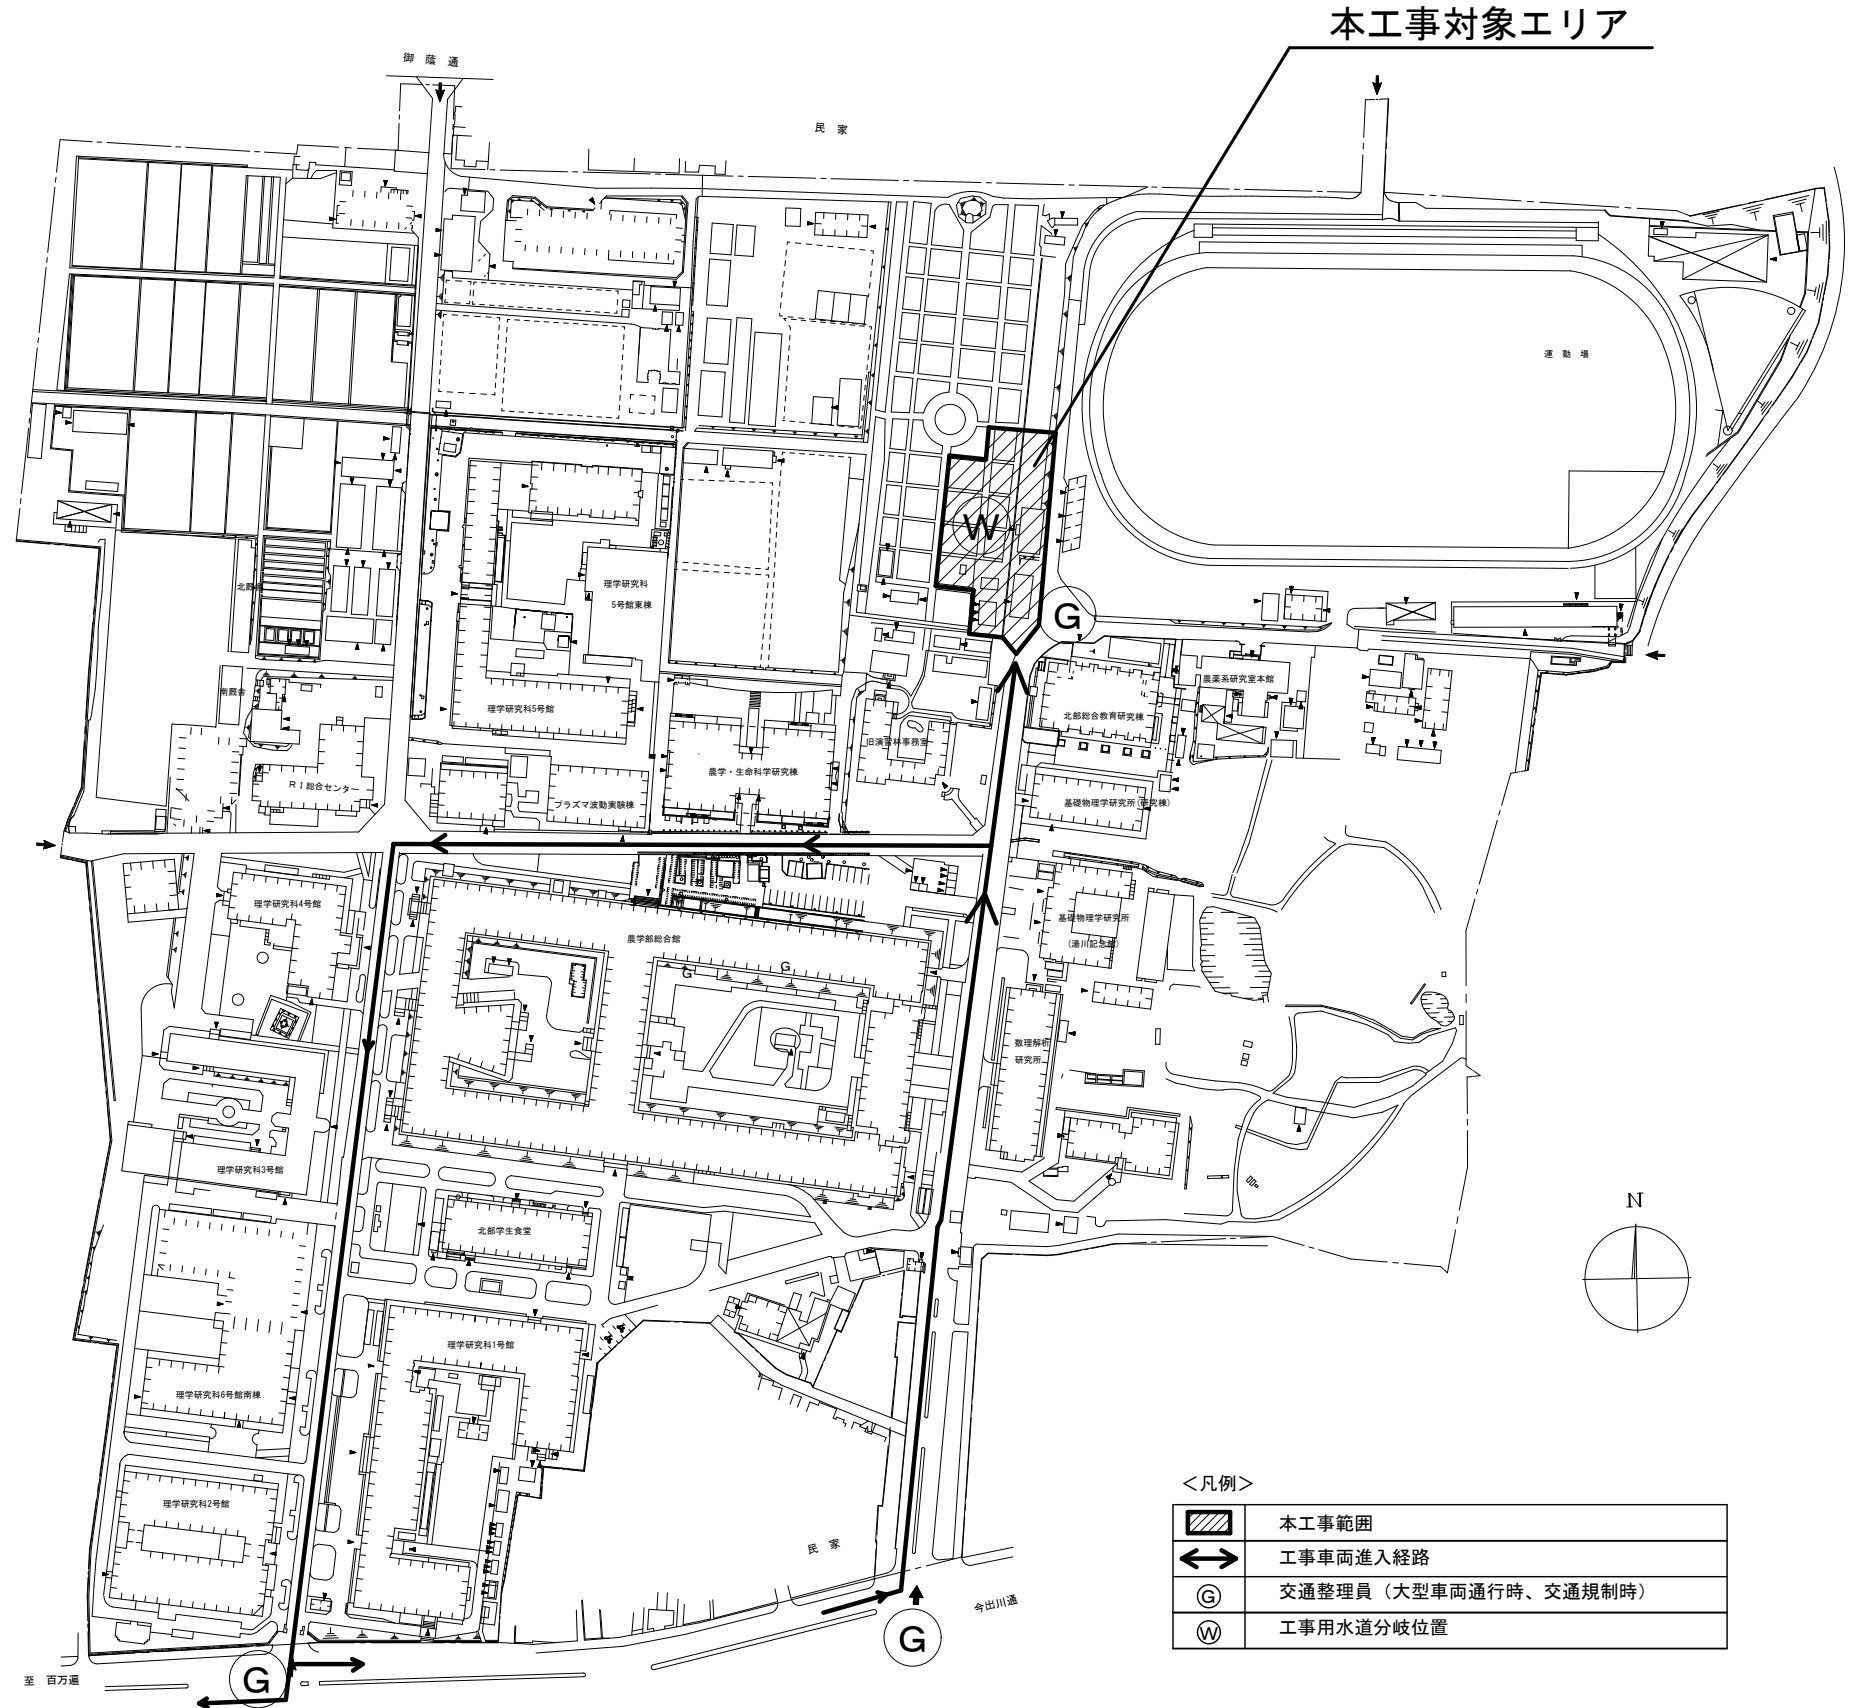 本工事対象エリア
御蔭通
民家
運動場
W
北厩舎
理学研究科
5号館東棟
G
南厩舎
理学研究科5号館
農薬系研究室本館
北部総合教育研究棟
旧演習林事務室
農学・生命科学研究棟
RI総合センター
プラズマ波動実験棟
基礎物理学研究所(研究棟)
理学研究科4号館
農学部総合館
基礎物理学研究所
(湯川記念館)
G
G
数理解析
研究所
理学研究科3号館
北部学生食堂
N
理学研究科1号館
理学研究科6号館南棟
理学研究科2号館
民家
今出川通
G
G
至 百万遍
<凡例>
本工事範囲
工事車両進入経路
G 交通整理員（大型車両通行時、交通規制時）
W 工事用水道分岐位置